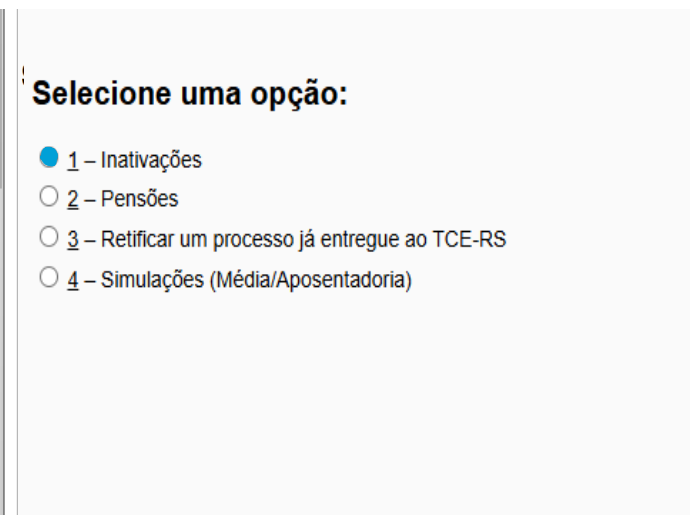 Selecione uma opção:
1 – Inativações
2 – Pensões
3 – Retificar um processo já entregue ao TCE-RS
4 – Simulações (Média/Aposentadoria)